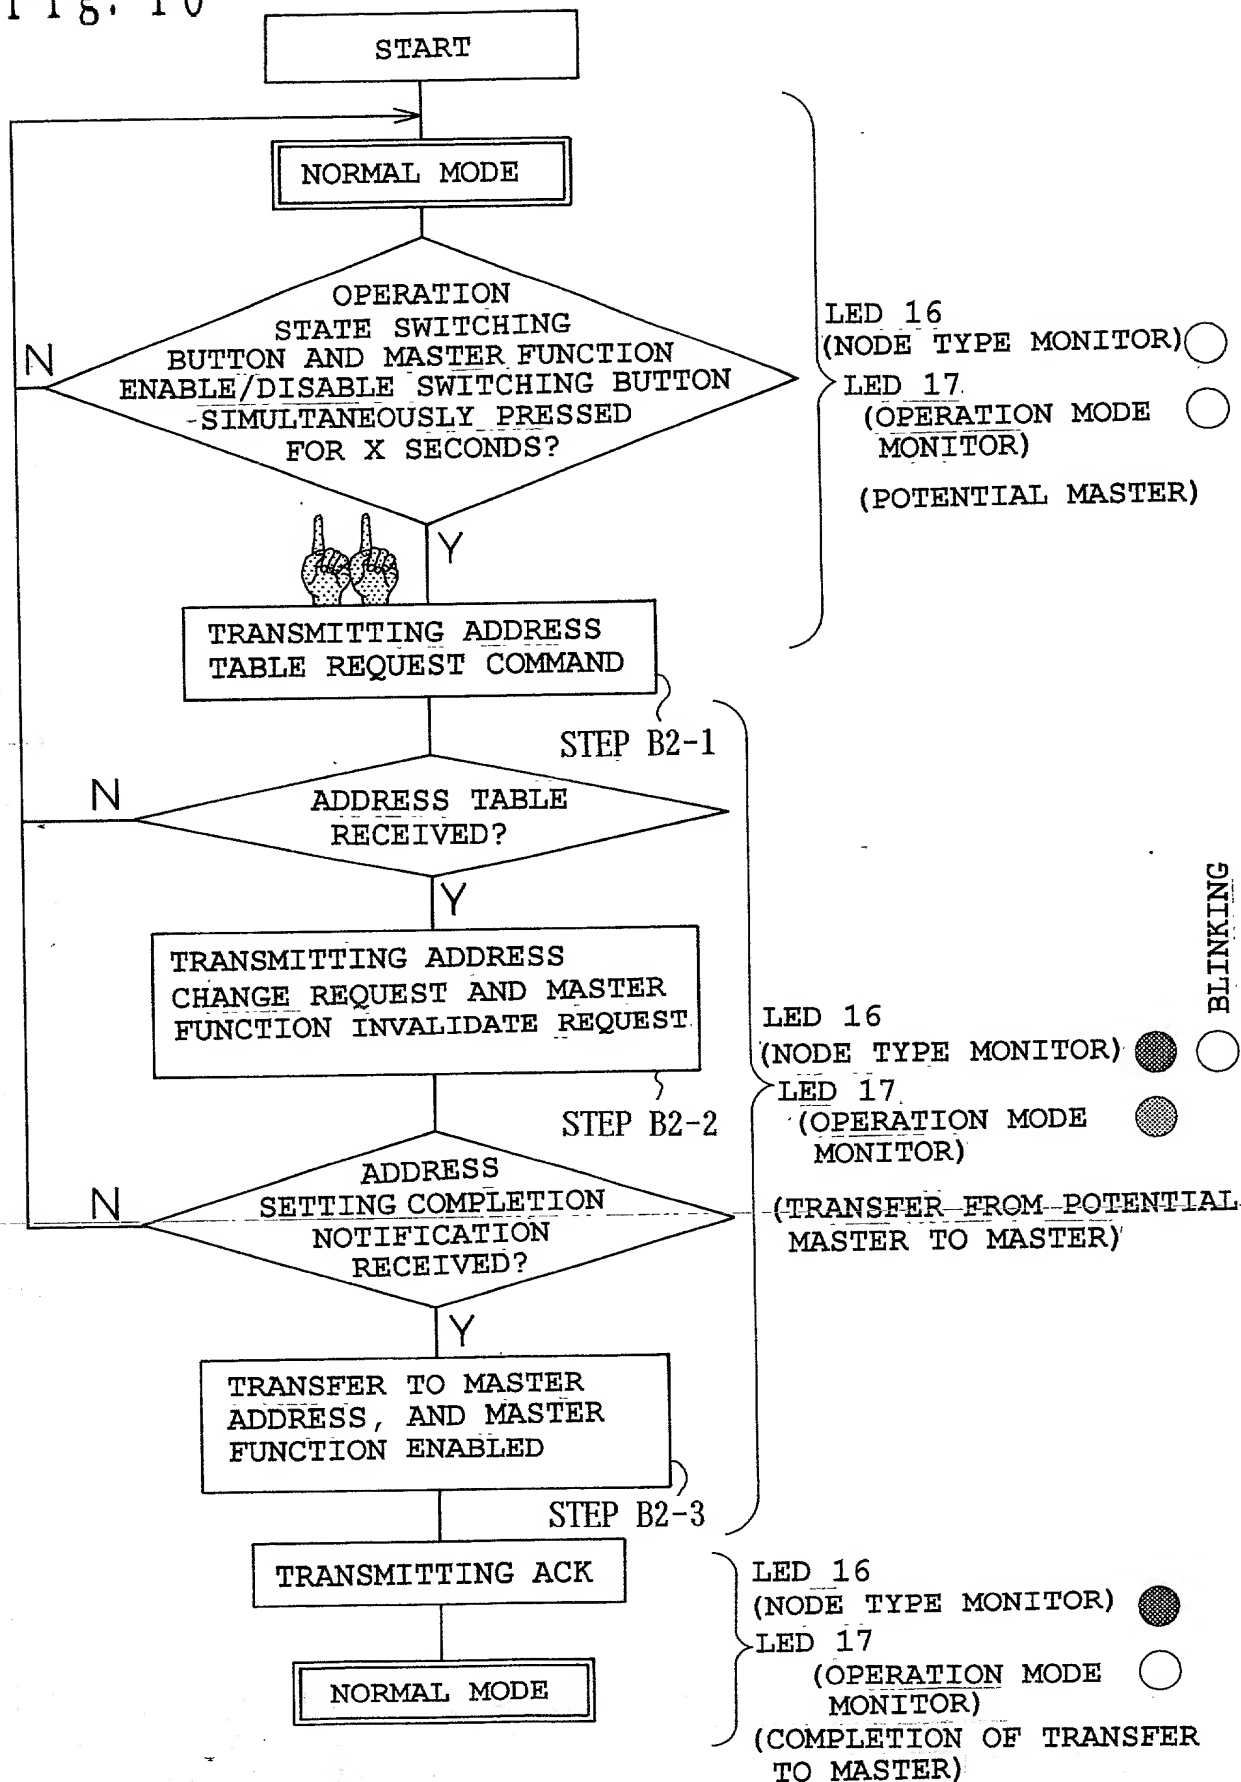 Fig. 10
START
NORMAL MODE
OPERATION
STATE SWITCHING
BUTTON AND MASTER FUNCTION
ENABLE/DISABLE SWITCHING BUTTON
SIMULTANEOUSLY PRESSED
FOR X SECONDS?
N
Y
LED 16
(NODE TYPE MONITOR)
LED 17
(OPERATION MODE
MONITOR)
(POTENTIAL MASTER)
TRANSMITTING ADDRESS
TABLE REQUEST COMMAND
STEP B2-1
N
ADDRESS TABLE
RECEIVED?
Y
TRANSMITTING ADDRESS
CHANGE REQUEST AND MASTER
FUNCTION INVALIDATE REQUEST
STEP B2-2
BLINKING
LED 16
(NODE TYPE MONITOR)
LED 17
(OPERATION MODE
MONITOR)
(TRANSFER FROM POTENTIAL
MASTER TO MASTER)
N
ADDRESS
SETTING COMPLETION
NOTIFICATION
RECEIVED?
Y
TRANSFER TO MASTER
ADDRESS, AND MASTER
FUNCTION ENABLED
STEP B2-3
TRANSMITTING ACK
NORMAL MODE
LED 16
(NODE TYPE MONITOR)
LED 17
(OPERATION MODE
MONITOR)
(COMPLETION OF TRANSFER
TO MASTER)